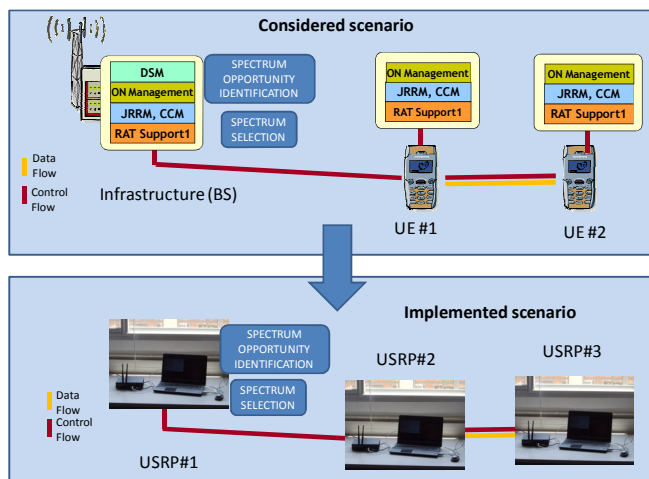 Considered scenario
DSM
ON Management
JRRM, CCM
RAT Support1
SPECTRUM
OPPORTUNITY
IDENTIFICATION
SPECTRUM
SELECTION
ON Management
JRRM, CCM
RAT Support1
ON Management
JRRM, CCM
RAT Support1
Data
Flow
Control
Flow
Infrastructure (BS)
UE #1
UE #2
Implemented scenario
SPECTRUM
OPPORTUNITY
IDENTIFICATION
SPECTRUM
SELECTION
USRP#2
USRP#3
Data
Flow
Control
Flow
USRP#1